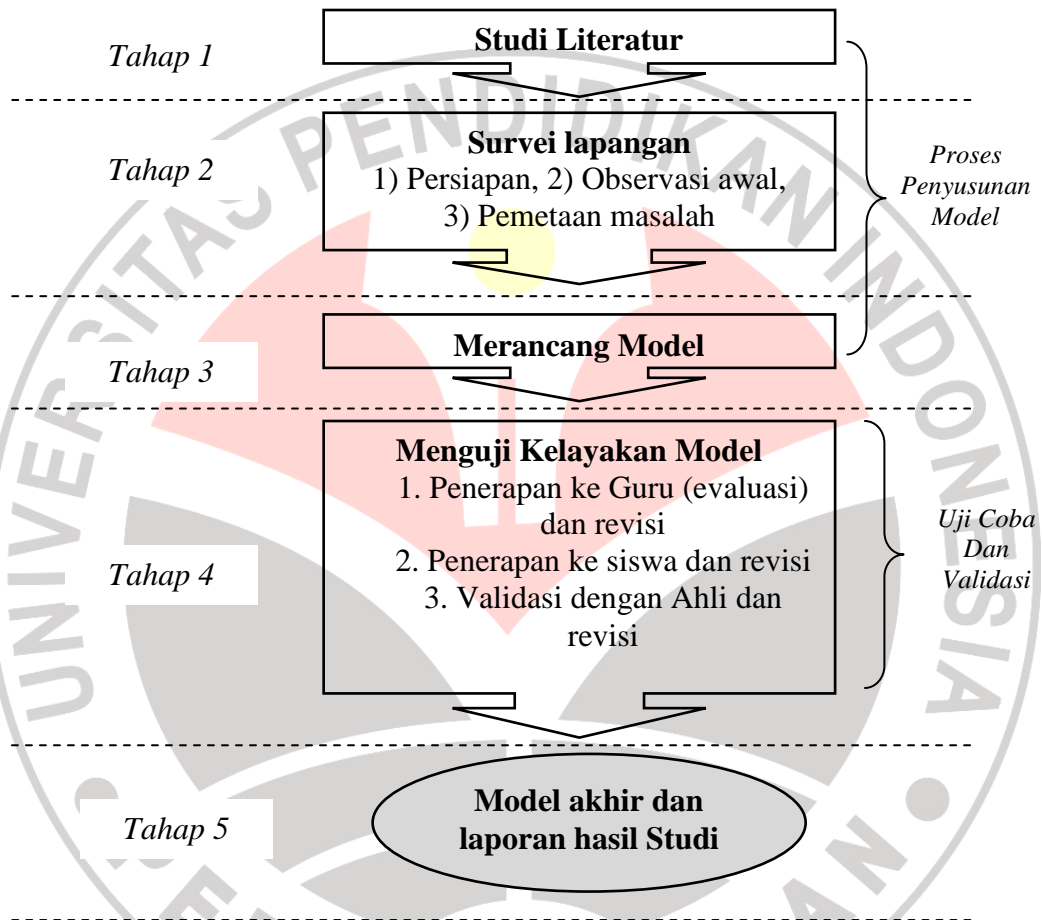 Tahap 1
Studi Literatur
Tahap 2
Survei lapangan
1) Persiapan, 2) Observasi awal,
3) Pemetaan masalah
Proses
Penyusunan
Model
Tahap 3
Merancang Model
Tahap 4
Menguji Kelayakan Model
1. Penerapan ke Guru (evaluasi)
dan revisi
2. Penerapan ke siswa dan revisi
3. Validasi dengan Ahli dan
revisi
Uji Coba
Dan
Validasi
Tahap 5
Model akhir dan
laporan hasil Studi
UNIVERSITAS PENDIDIKAN INDONESIA